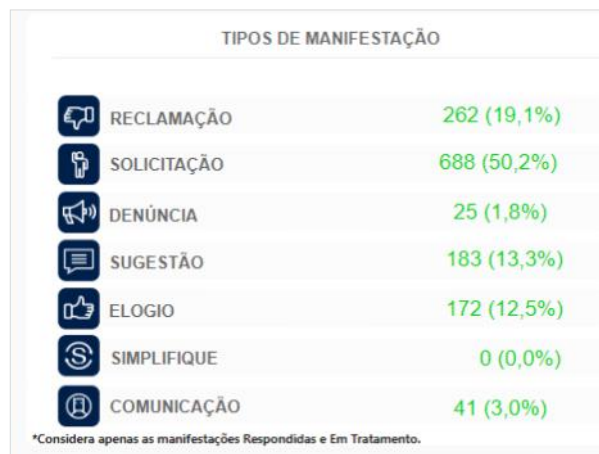 TIPOS DE MANIFESTAÇÃO
RECLAMAÇÃO 262 (19,1%)
SOLICITAÇÃO 688 (50,2%)
DENÚNCIA 25 (1,8%)
SUGESTÃO 183 (13,3%)
ELOGIO 172 (12,5%)
SIMPLIFIQUE 0 (0,0%)
COMUNICAÇÃO 41 (3,0%)
*Considera apenas as manifestações Respondidas e Em Tratamento.